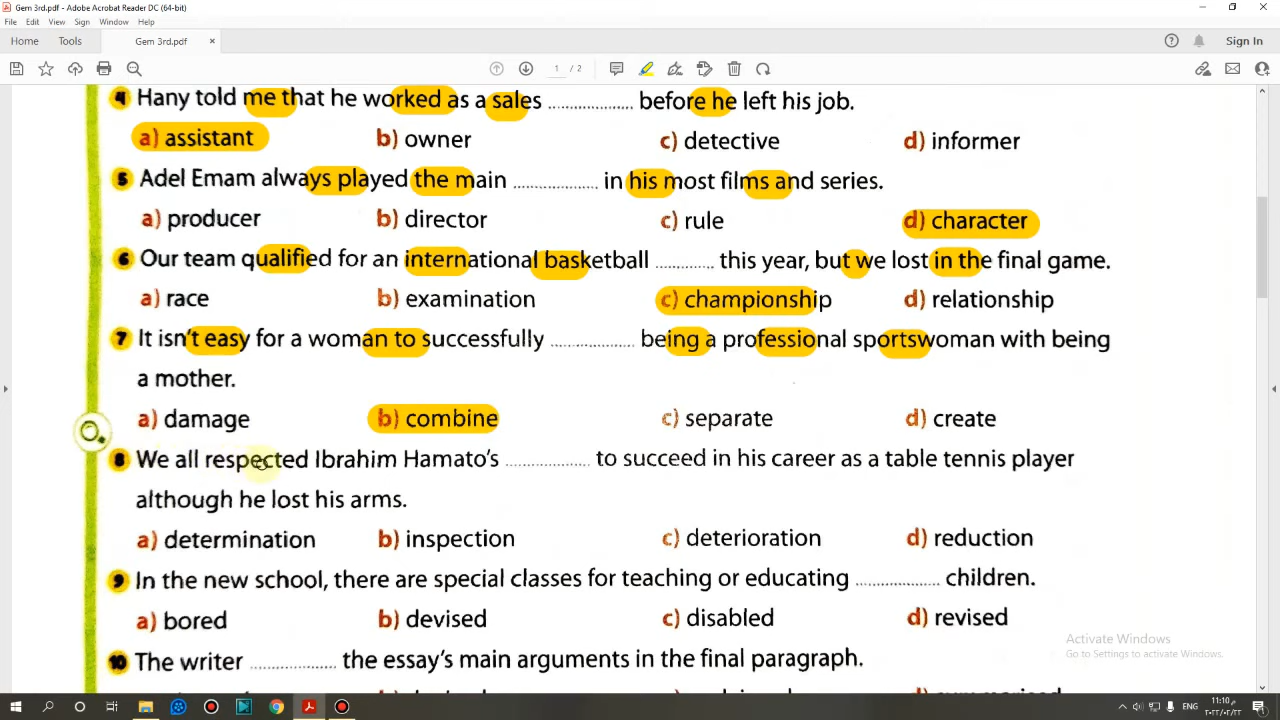 Gem 3rd.pdf - Adobe Acrobat Reader DC (64-bit)
File Edit View Sign Window Help
Home Tools Gem 3rd.pdf × Sign In
1 / 2
4 Hany told me that he worked as a sales ............... before he left his job.
a) assistant b) owner c) detective d) informer
5 Adel Emam always played the main ............... in his most films and series.
a) producer b) director c) rule d) character
6 Our team qualified for an international basketball ............ this year, but we lost in the final game.
a) race b) examination c) championship d) relationship
7 It isn't easy for a woman to successfully ............... being a professional sportswoman with being
a mother.
a) damage b) combine c) separate d) create
8 We all respected Ibrahim Hamato's ............... to succeed in his career as a table tennis player
although he lost his arms.
a) determination b) inspection c) deterioration d) reduction
9 In the new school, there are special classes for teaching or educating ............... children.
a) bored b) devised c) disabled d) revised
10 The writer ............... the essay's main arguments in the final paragraph.
Activate Windows
Go to Settings to activate Windows.
ENG
11:10 م